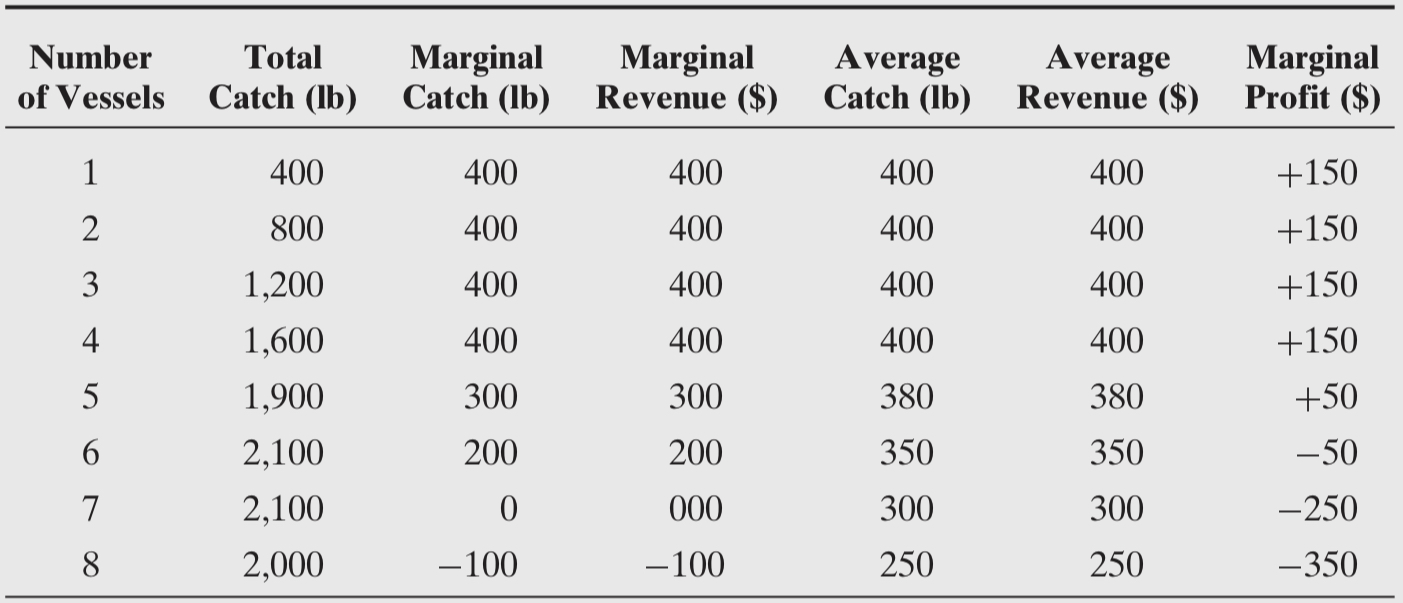 Number Total Marginal Marginal Average Average Marginal
of Vessels Catch (lb) Catch (lb) Revenue ($) Catch (lb) Revenue ($) Profit ($)
1 400 400 400 400 400 +150
2 800 400 400 400 400 +150
3 1,200 400 400 400 400 +150
4 1,600 400 400 400 400 +150
5 1,900 300 300 380 380 +50
6 2,100 200 200 350 350 −50
7 2,100 0 000 300 300 −250
8 2,000 −100 −100 250 250 −350